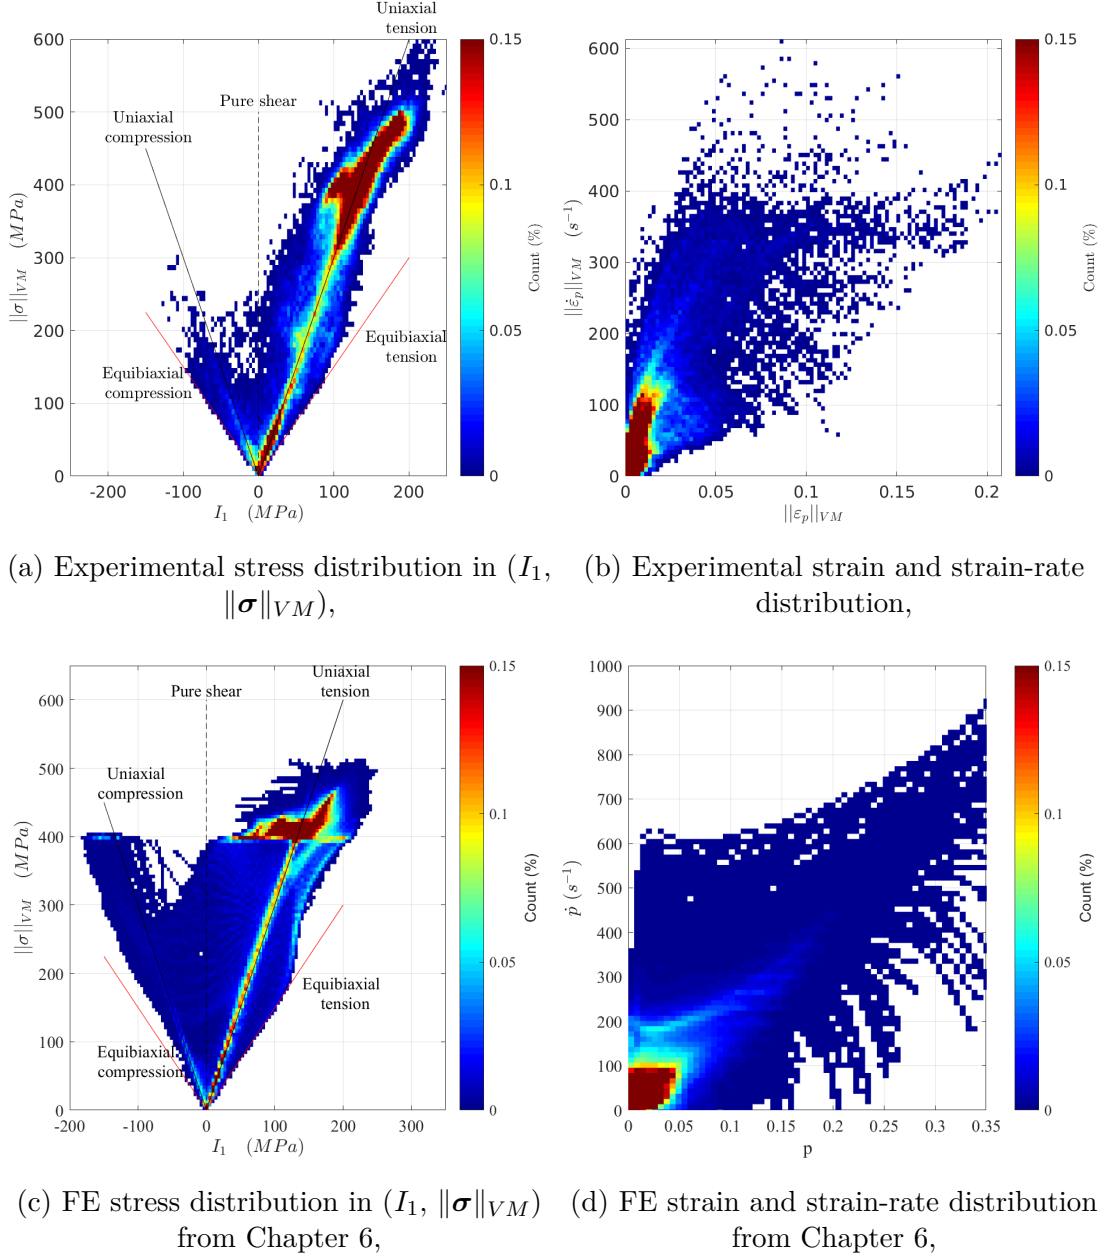 Uniaxial
tension
600
500
400
300
200
100
0
||σ||_{VM} (MPa)
Uniaxial
compression
Pure shear
Equibiaxial
compression
Equibiaxial
tension
-200 -100 0 100 200
I_1 (MPa)
0.15
0.1
0.05
0
Count (%)
600
500
400
300
200
100
0
||ε̇_p||_{VM} (s^{-1})
0 0.05 0.1 0.15 0.2
||ε_p||_{VM}
0.15
0.1
0.05
0
Count (%)
(a) Experimental stress distribution in (I_1,
‖σ‖_{VM}),
(b) Experimental strain and strain-rate
distribution,
Uniaxial
tension
Pure shear
600
500
400
300
200
100
0
||σ||_{VM} (MPa)
Uniaxial
compression
Equibiaxial
compression
Equibiaxial
tension
-200 -100 0 100 200 300
I_1 (MPa)
0.15
0.1
0.05
0
Count (%)
1000
900
800
700
600
500
400
300
200
100
0
ṗ (s^{-1})
0 0.05 0.1 0.15 0.2 0.25 0.3 0.35
p
0.15
0.1
0.05
0
Count (%)
(c) FE stress distribution in (I_1, ‖σ‖_{VM})
from Chapter 6,
(d) FE strain and strain-rate distribution
from Chapter 6,